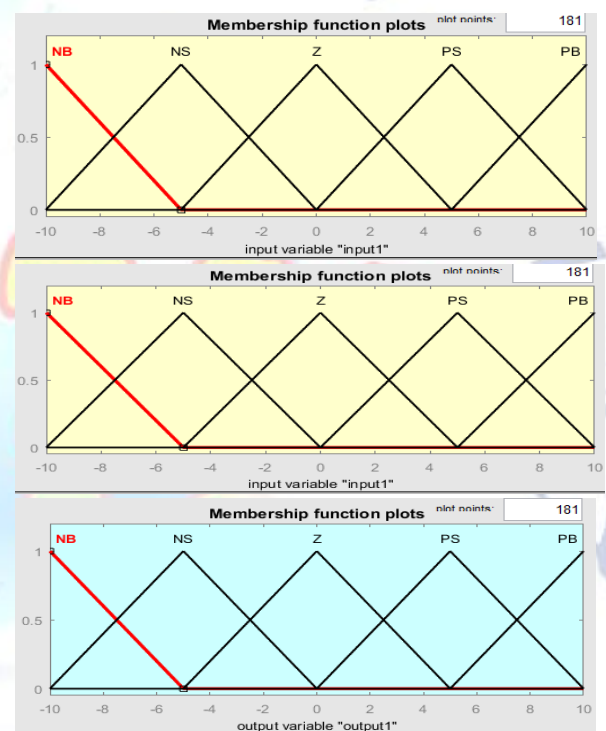 Membership function plots plot points: 181
NB NS Z PS PB
1
0.5
0
-10 -8 -6 -4 -2 0 2 4 6 8 10
input variable "input1"
Membership function plots plot points: 181
NB NS Z PS PB
1
0.5
0
-10 -8 -6 -4 -2 0 2 4 6 8 10
input variable "input1"
Membership function plots plot points: 181
NB NS Z PS PB
1
0.5
0
-10 -8 -6 -4 -2 0 2 4 6 8 10
output variable "output1"